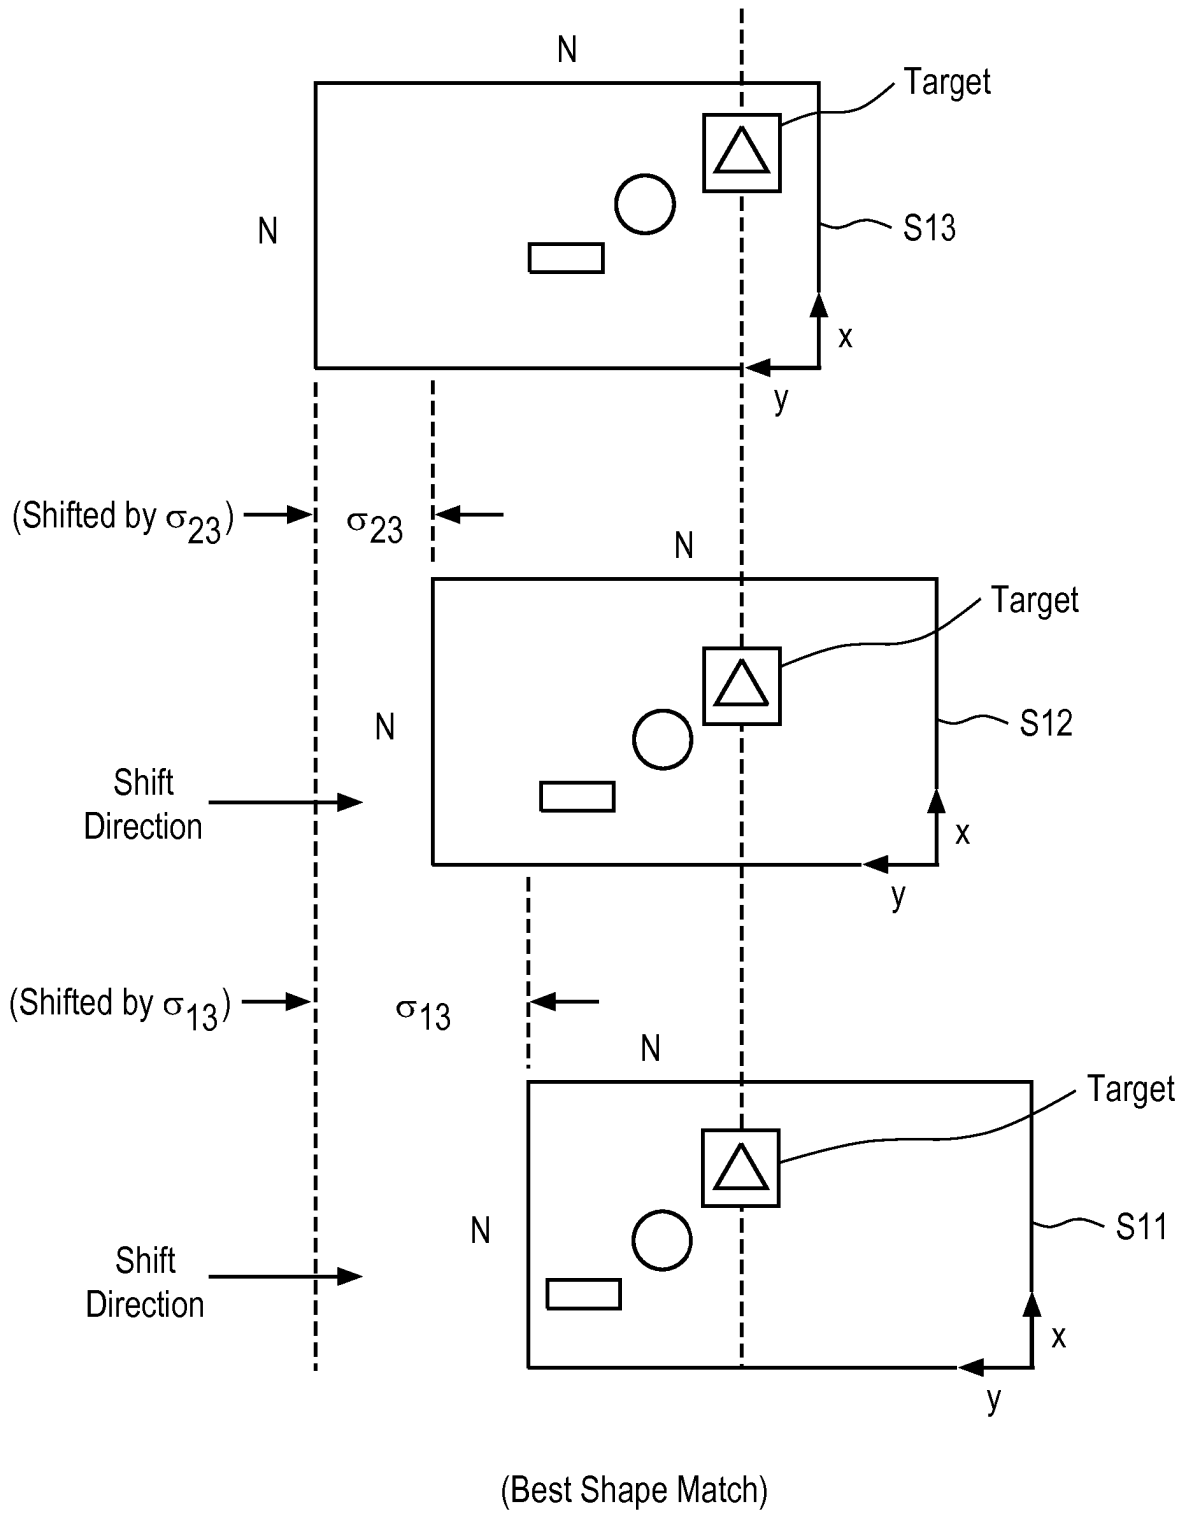 N
Target
N
S13
x
y
(Shifted by σ23)
σ23
N
Target
N
S12
Shift
Direction
x
y
(Shifted by σ13)
σ13
N
Target
N
S11
Shift
Direction
x
y
(Best Shape Match)